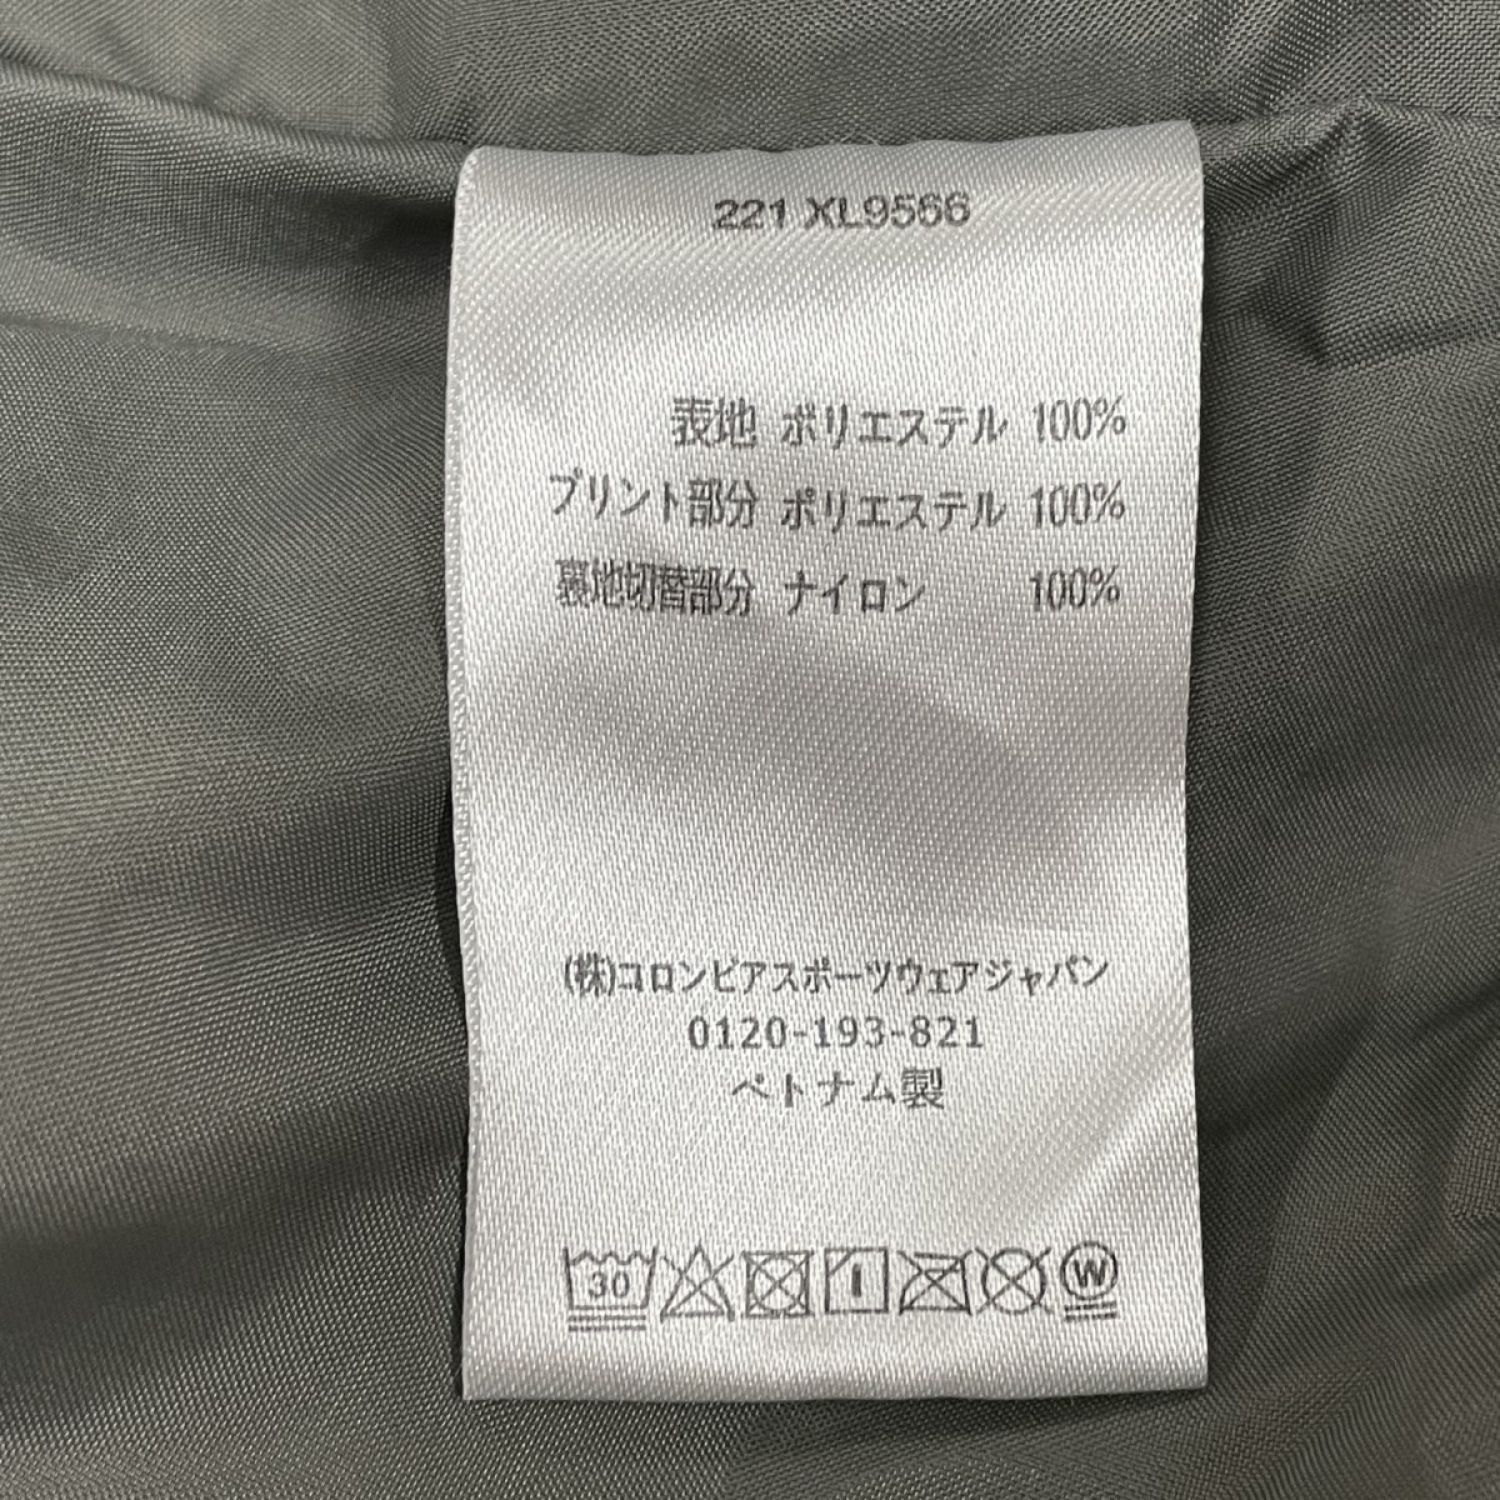 221 XL9566
表地 ポリエステル 100%
プリント部分 ポリエステル 100%
裏地切替部分 ナイロン 100%
(株)コロンビアスポーツウェアジャパン
0120-193-821
ベトナム製
30 W